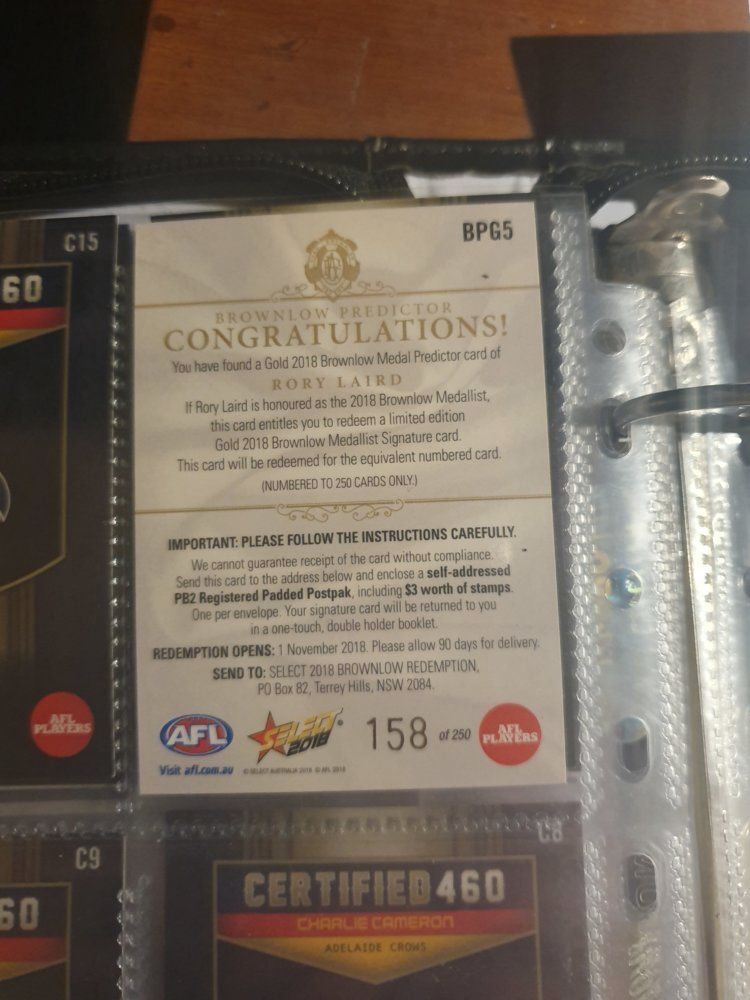 C15
60
BPG5
BROWNLOW PREDICTOR
CONGRATULATIONS!
You have found a Gold 2018 Brownlow Medal Predictor card of
RORY LAIRD
If Rory Laird is honoured as the 2018 Brownlow Medallist,
this card entitles you to redeem a limited edition
Gold 2018 Brownlow Medallist Signature card.
This card will be redeemed for the equivalent numbered card.
(NUMBERED TO 250 CARDS ONLY.)
IMPORTANT: PLEASE FOLLOW THE INSTRUCTIONS CAREFULLY.
We cannot guarantee receipt of the card without compliance.
Send this card to the address below and enclose a self-addressed
PB2 Registered Padded Postpak, including $3 worth of stamps.
One per envelope. Your signature card will be returned to you
in a one-touch, double holder booklet.
REDEMPTION OPENS: 1 November 2018. Please allow 90 days for delivery.
SEND TO: SELECT 2018 BROWNLOW REDEMPTION,
PO Box 82, Terrey Hills, NSW 2084.
AFL PLAYERS
AFL
SELECT 2018
158 of 250
AFL PLAYERS
Visit afl.com.au
© SELECT AUSTRALIA 2018 © AFL 2018
C9
60
C8
CERTIFIED 460
CHARLIE CAMERON
ADELAIDE CROWS